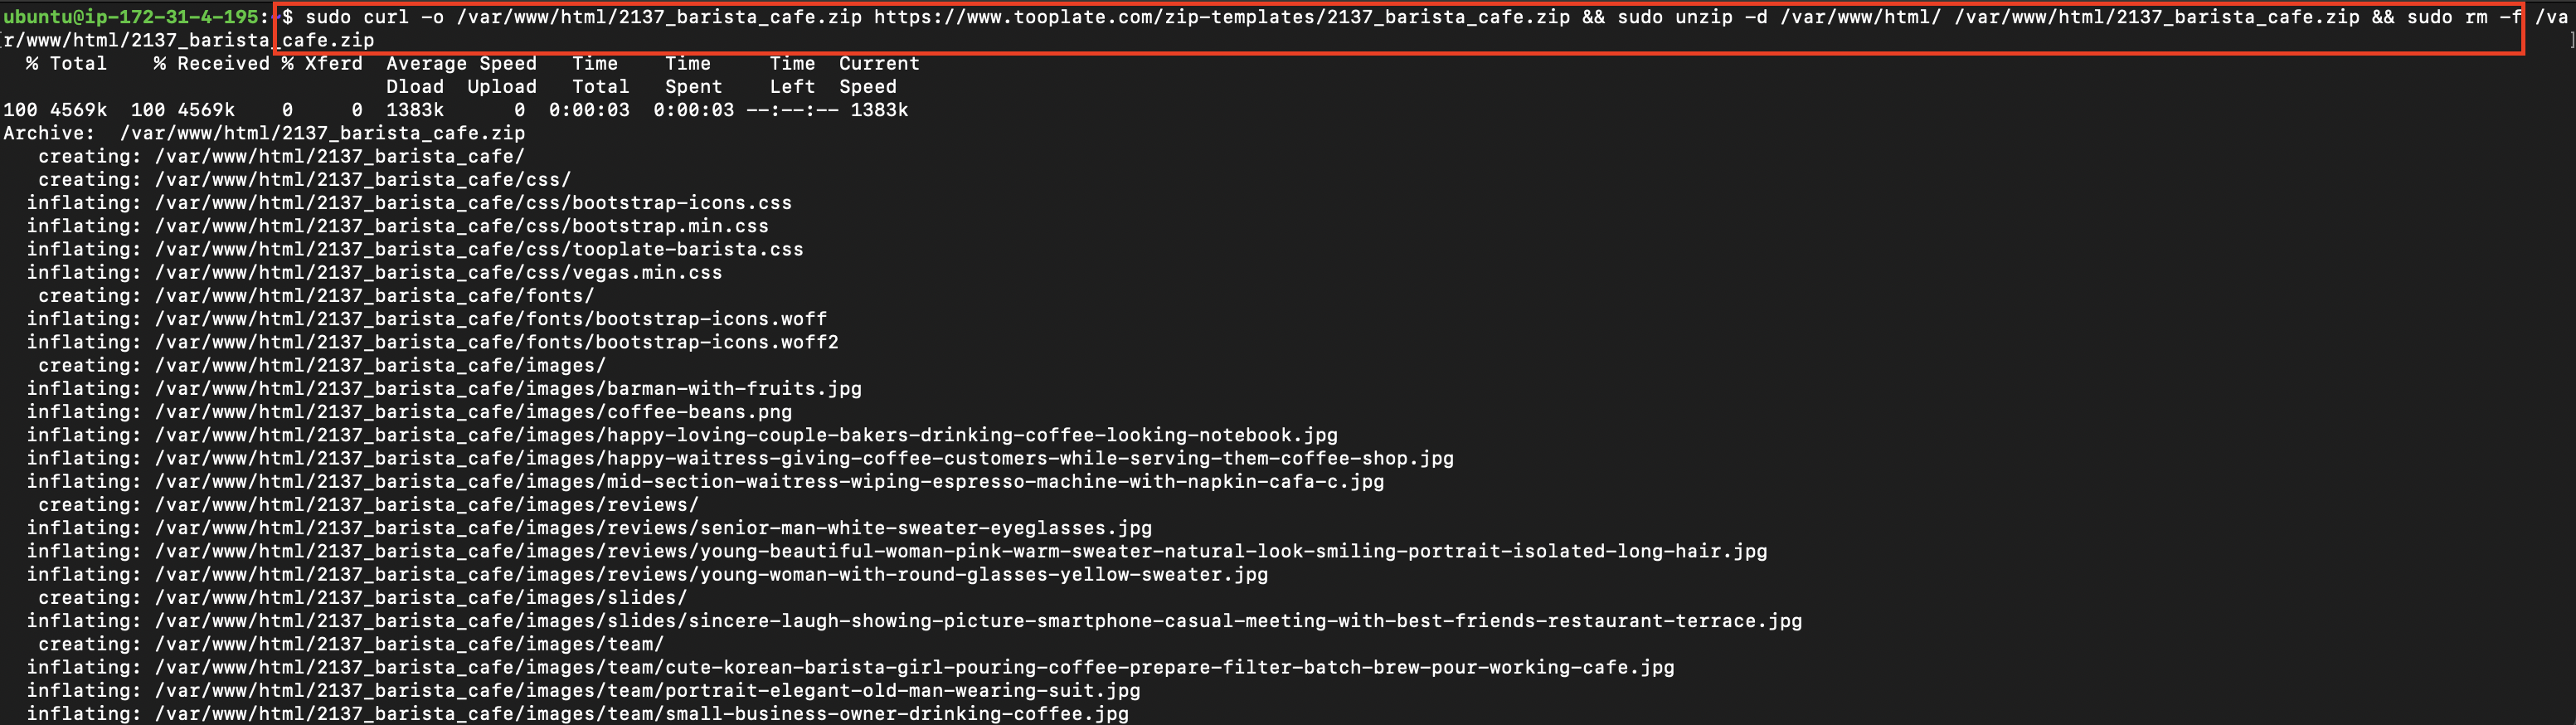 ubuntu@ip-172-31-4-195:~$ sudo curl -o /var/www/html/2137_barista_cafe.zip https://www.tooplate.com/zip-templates/2137_barista_cafe.zip && sudo unzip -d /var/www/html/ /var/www/html/2137_barista_cafe.zip && sudo rm -f /va
[r/www/html/2137_barista_cafe.zip ]
% Total % Received % Xferd Average Speed Time Time Time Current
Dload Upload Total Spent Left Speed
100 4569k 100 4569k 0 0 1383k 0 0:00:03 0:00:03 --:--:-- 1383k
Archive: /var/www/html/2137_barista_cafe.zip
creating: /var/www/html/2137_barista_cafe/
creating: /var/www/html/2137_barista_cafe/css/
inflating: /var/www/html/2137_barista_cafe/css/bootstrap-icons.css
inflating: /var/www/html/2137_barista_cafe/css/bootstrap.min.css
inflating: /var/www/html/2137_barista_cafe/css/tooplate-barista.css
inflating: /var/www/html/2137_barista_cafe/css/vegas.min.css
creating: /var/www/html/2137_barista_cafe/fonts/
inflating: /var/www/html/2137_barista_cafe/fonts/bootstrap-icons.woff
inflating: /var/www/html/2137_barista_cafe/fonts/bootstrap-icons.woff2
creating: /var/www/html/2137_barista_cafe/images/
inflating: /var/www/html/2137_barista_cafe/images/barman-with-fruits.jpg
inflating: /var/www/html/2137_barista_cafe/images/coffee-beans.png
inflating: /var/www/html/2137_barista_cafe/images/happy-loving-couple-bakers-drinking-coffee-looking-notebook.jpg
inflating: /var/www/html/2137_barista_cafe/images/happy-waitress-giving-coffee-customers-while-serving-them-coffee-shop.jpg
inflating: /var/www/html/2137_barista_cafe/images/mid-section-waitress-wiping-espresso-machine-with-napkin-cafa-c.jpg
creating: /var/www/html/2137_barista_cafe/images/reviews/
inflating: /var/www/html/2137_barista_cafe/images/reviews/senior-man-white-sweater-eyeglasses.jpg
inflating: /var/www/html/2137_barista_cafe/images/reviews/young-beautiful-woman-pink-warm-sweater-natural-look-smiling-portrait-isolated-long-hair.jpg
inflating: /var/www/html/2137_barista_cafe/images/reviews/young-woman-with-round-glasses-yellow-sweater.jpg
creating: /var/www/html/2137_barista_cafe/images/slides/
inflating: /var/www/html/2137_barista_cafe/images/slides/sincere-laugh-showing-picture-smartphone-casual-meeting-with-best-friends-restaurant-terrace.jpg
creating: /var/www/html/2137_barista_cafe/images/team/
inflating: /var/www/html/2137_barista_cafe/images/team/cute-korean-barista-girl-pouring-coffee-prepare-filter-batch-brew-pour-working-cafe.jpg
inflating: /var/www/html/2137_barista_cafe/images/team/portrait-elegant-old-man-wearing-suit.jpg
inflating: /var/www/html/2137_barista_cafe/images/team/small-business-owner-drinking-coffee.jpg